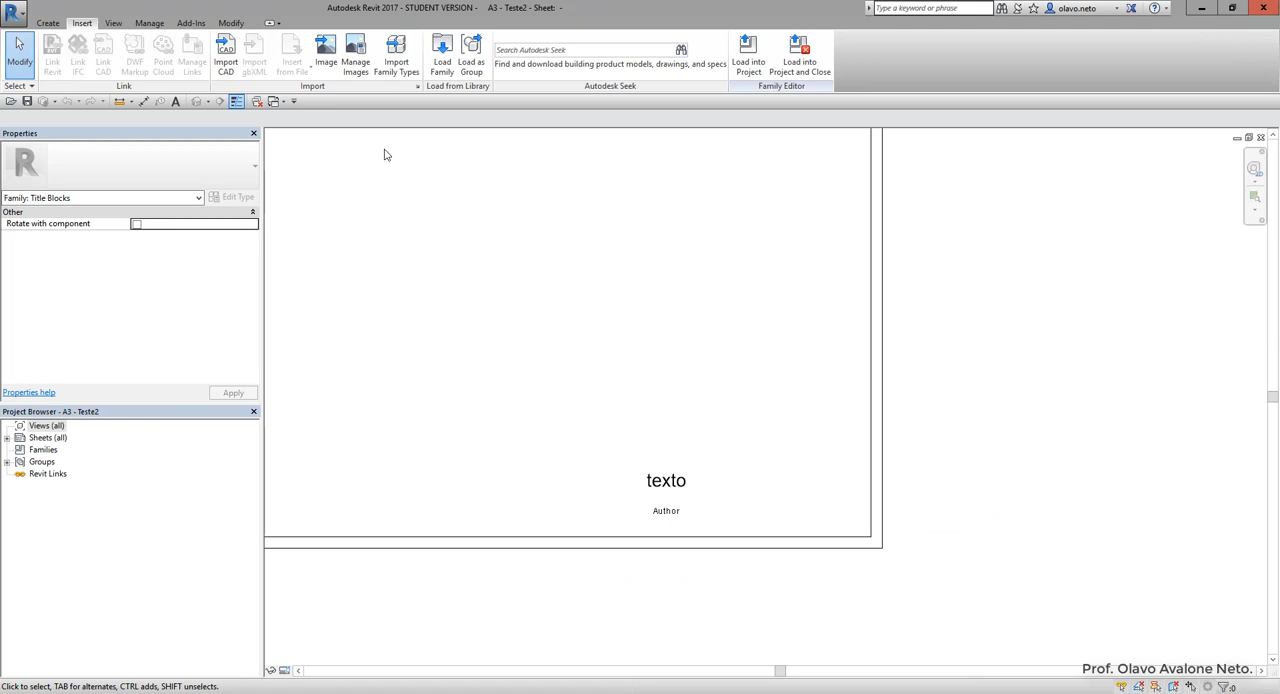 Autodesk Revit 2017 - STUDENT VERSION - A3 - Teste2 - Sheet: -
Type a keyword or phrase
olavo.neto
Create Insert View Manage Add-Ins Modify
Modify
Link Revit
Link IFC
Link CAD
DWF Markup
Point Cloud
Manage Links
Import CAD
Import gbXML
Insert from File
Image
Manage Images
Import Family Types
Load Family
Load as Group
Search Autodesk Seek
Find and download building product models, drawings, and specs
Load into Project
Load into Project and Close
Select
Link
Import
Load from Library
Autodesk Seek
Family Editor
Properties
Family: Title Blocks
Edit Type
Other
Rotate with component
Properties help
Apply
Project Browser - A3 - Teste2
Views (all)
Sheets (all)
Families
Groups
Revit Links
texto
Author
Prof. Olavo Avalone Neto.
Click to select, TAB for alternates, CTRL adds, SHIFT unselects.
:0